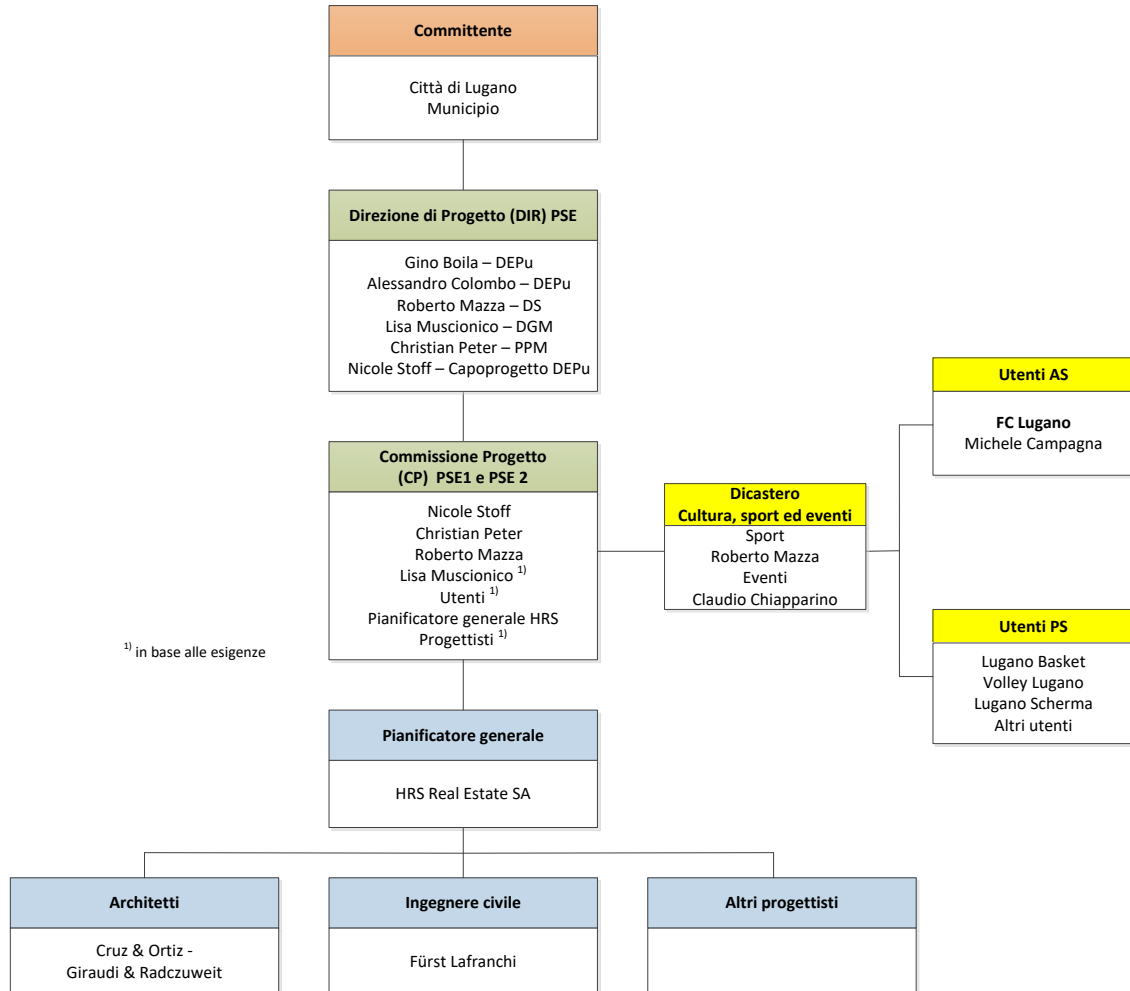 Committente
Città di Lugano
Municipio
Direzione di Progetto (DIR) PSE
Gino Boila – DEPu
Alessandro Colombo – DEPu
Roberto Mazza – DS
Lisa Muscionico – DGM
Christian Peter – PPM
Nicole Stoff – Capoprogetto DEPu
Commissione Progetto
(CP) PSE1 e PSE 2
Nicole Stoff
Christian Peter
Roberto Mazza
Lisa Muscionico 1)
Utenti 1)
Pianificatore generale HRS
Progettisti 1)
1) in base alle esigenze
Dicastero
Cultura, sport ed eventi
Sport
Roberto Mazza
Eventi
Claudio Chiapparino
Utenti AS
FC Lugano
Michele Campagna
Utenti PS
Lugano Basket
Volley Lugano
Lugano Scherma
Altri utenti
Pianificatore generale
HRS Real Estate SA
Architetti
Cruz & Ortiz -
Giraudi & Radczuweit
Ingegnere civile
Fürst Lafranchi
Altri progettisti